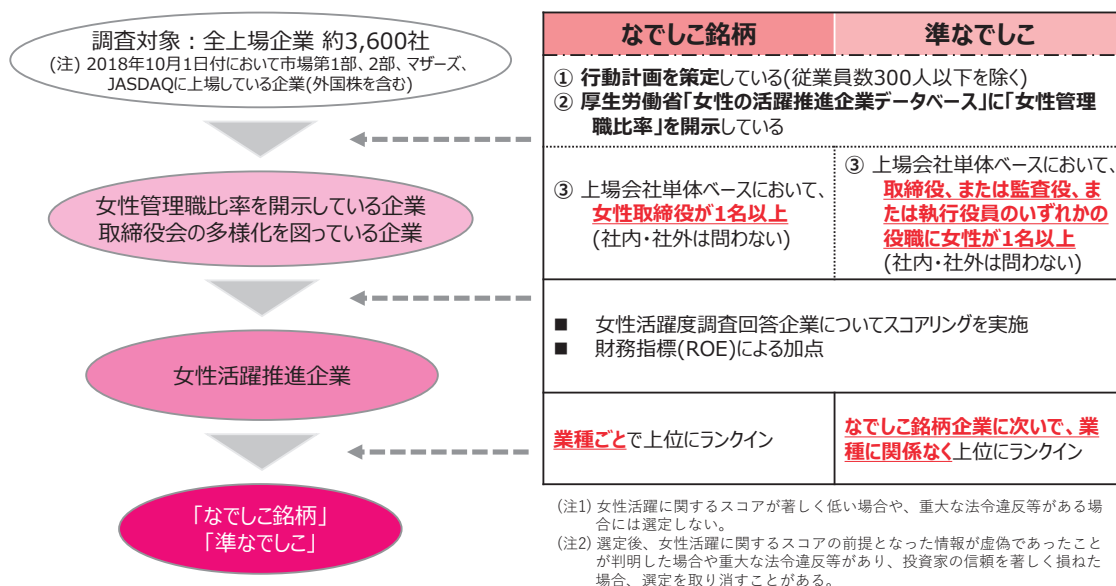 調査対象：全上場企業 約3,600社
(注) 2018年10月1日付において市場第1部、2部、マザーズ、
JASDAQに上場している企業(外国株を含む)
女性管理職比率を開示している企業
取締役会の多様化を図っている企業
女性活躍推進企業
「なでしこ銘柄」
「準なでしこ」
なでしこ銘柄
準なでしこ
① 行動計画を策定している(従業員数300人以下を除く)
② 厚生労働省「女性の活躍推進企業データベース」に「女性管理
職比率」を開示している
③ 上場会社単体ベースにおいて、
女性取締役が1名以上
(社内・社外は問わない)
③ 上場会社単体ベースにおいて、
取締役、または監査役、ま
たは執行役員のいずれかの
役職に女性が1名以上
(社内・社外は問わない)
■ 女性活躍度調査回答企業についてスコアリングを実施
■ 財務指標(ROE)による加点
業種ごとで上位にランクイン
なでしこ銘柄企業に次いで、業
種に関係なく上位にランクイン
(注1) 女性活躍に関するスコアが著しく低い場合や、重大な法令違反等がある場
合には選定しない。
(注2) 選定後、女性活躍に関するスコアの前提となった情報が虚偽であったこと
が判明した場合や重大な法令違反等があり、投資家の信頼を著しく損ねた
場合、選定を取り消すことがある。